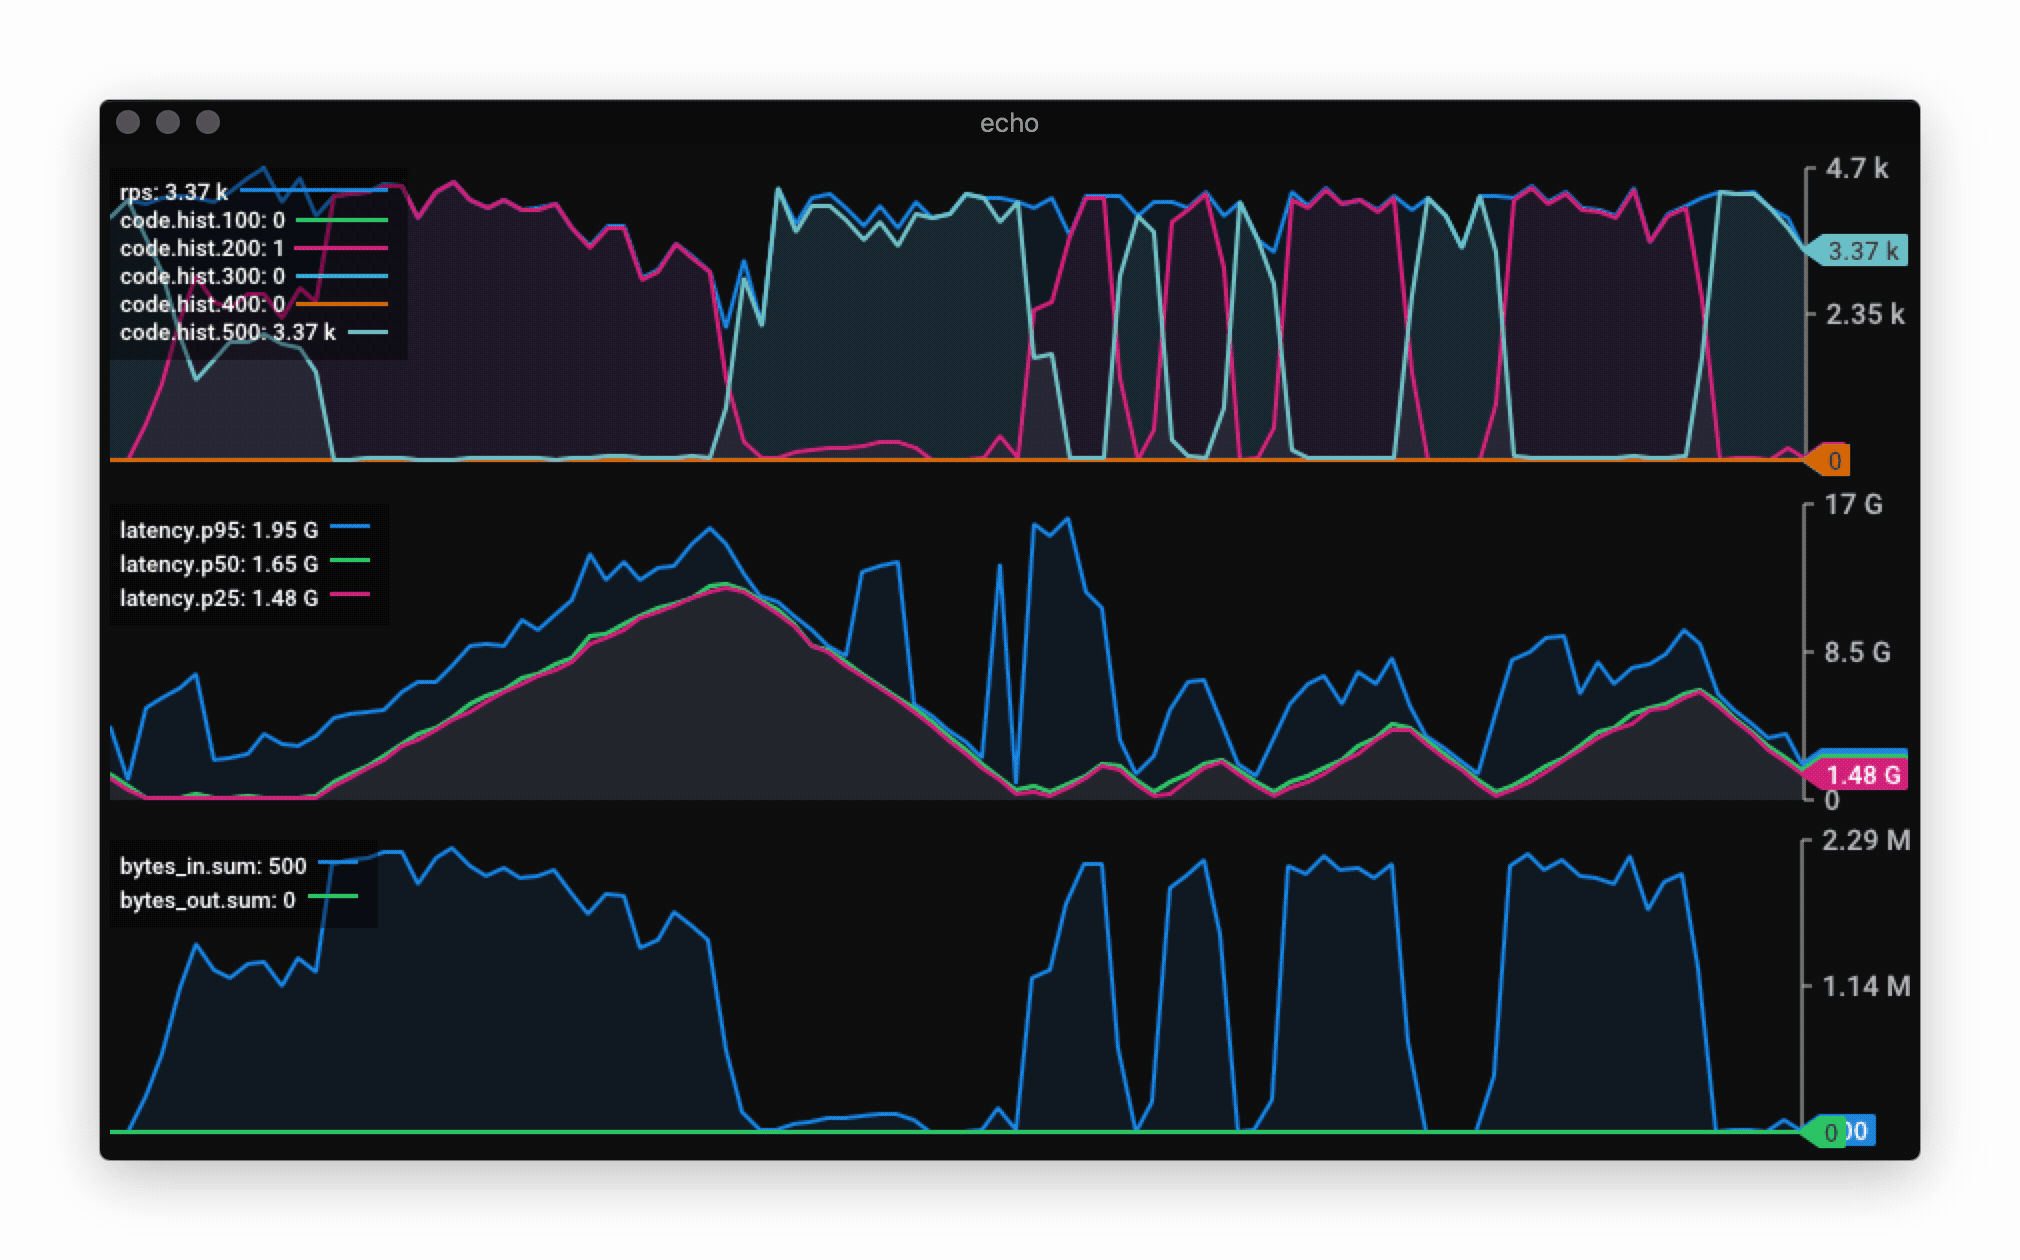 echo
rps: 3.37 k
code.hist.100: 0
code.hist.200: 1
code.hist.300: 0
code.hist.400: 0
code.hist.500: 3.37 k
4.7 k
3.37 k
2.35 k
0
latency.p95: 1.95 G
latency.p50: 1.65 G
latency.p25: 1.48 G
17 G
8.5 G
1.48 G
0
bytes_in.sum: 500
bytes_out.sum: 0
2.29 M
1.14 M
0